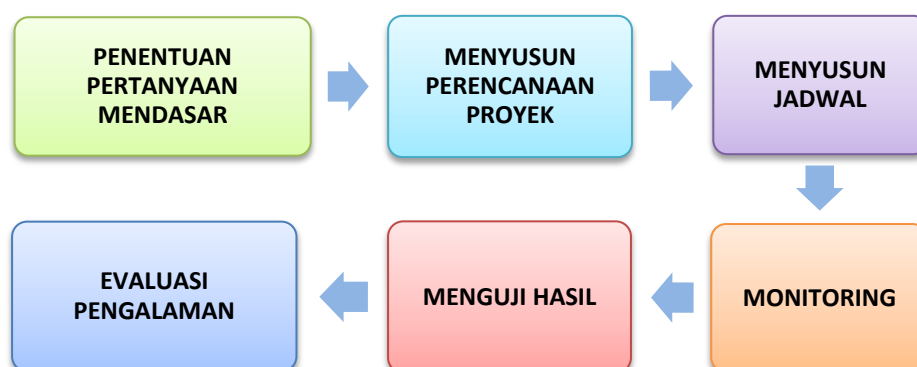 PENENTUAN
PERTANYAAN
MENDASAR
MENYUSUN
PERENCANAAN
PROYEK
MENYUSUN
JADWAL
MONITORING
MENGUJI HASIL
EVALUASI
PENGALAMAN